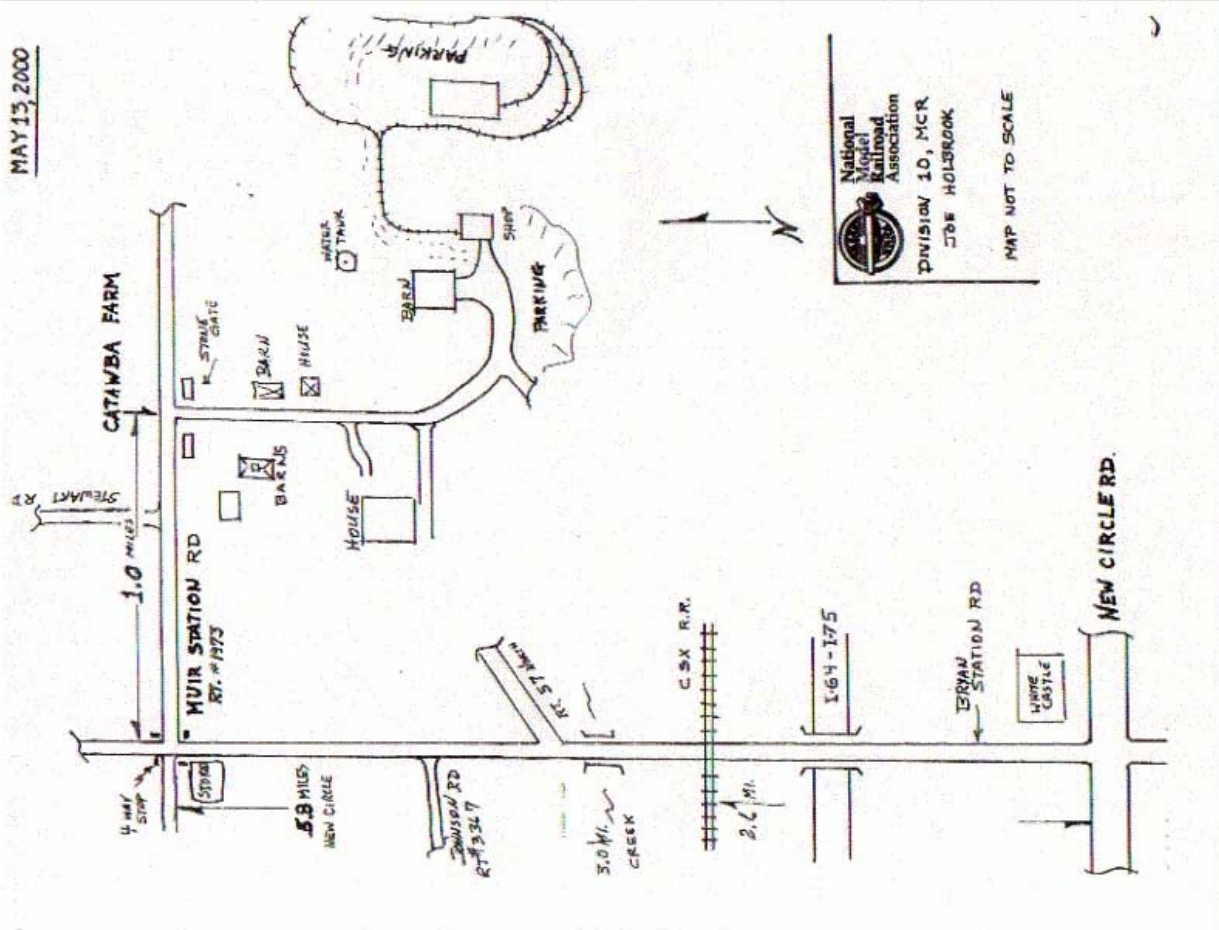 MAY 13, 2000
CATAWBA FARM
STEWART RD
1.0 MILES
MUIR STATION RD
RT. #1973
4 WAY
STOP
STORE
5.8 MILES
NEW CIRCLE
STONE
GATE
BARN
HOUSE
BARNS
HOUSE
WATER
TANK
BARN
SHOP
PARKING
PARKING
JOHNSON RD
RT #3367
RT. 57 NORTH
3.0 MI.
CREEK
C S X R.R.
2.6 MI.
I-64-I-75
BRYAN
STATION RD
WHITE
CASTLE
NEW CIRCLE RD.
N
National
Model
Railroad
Association
DIVISION 10, MCR
JOE HOLBROOK
MAP NOT TO SCALE